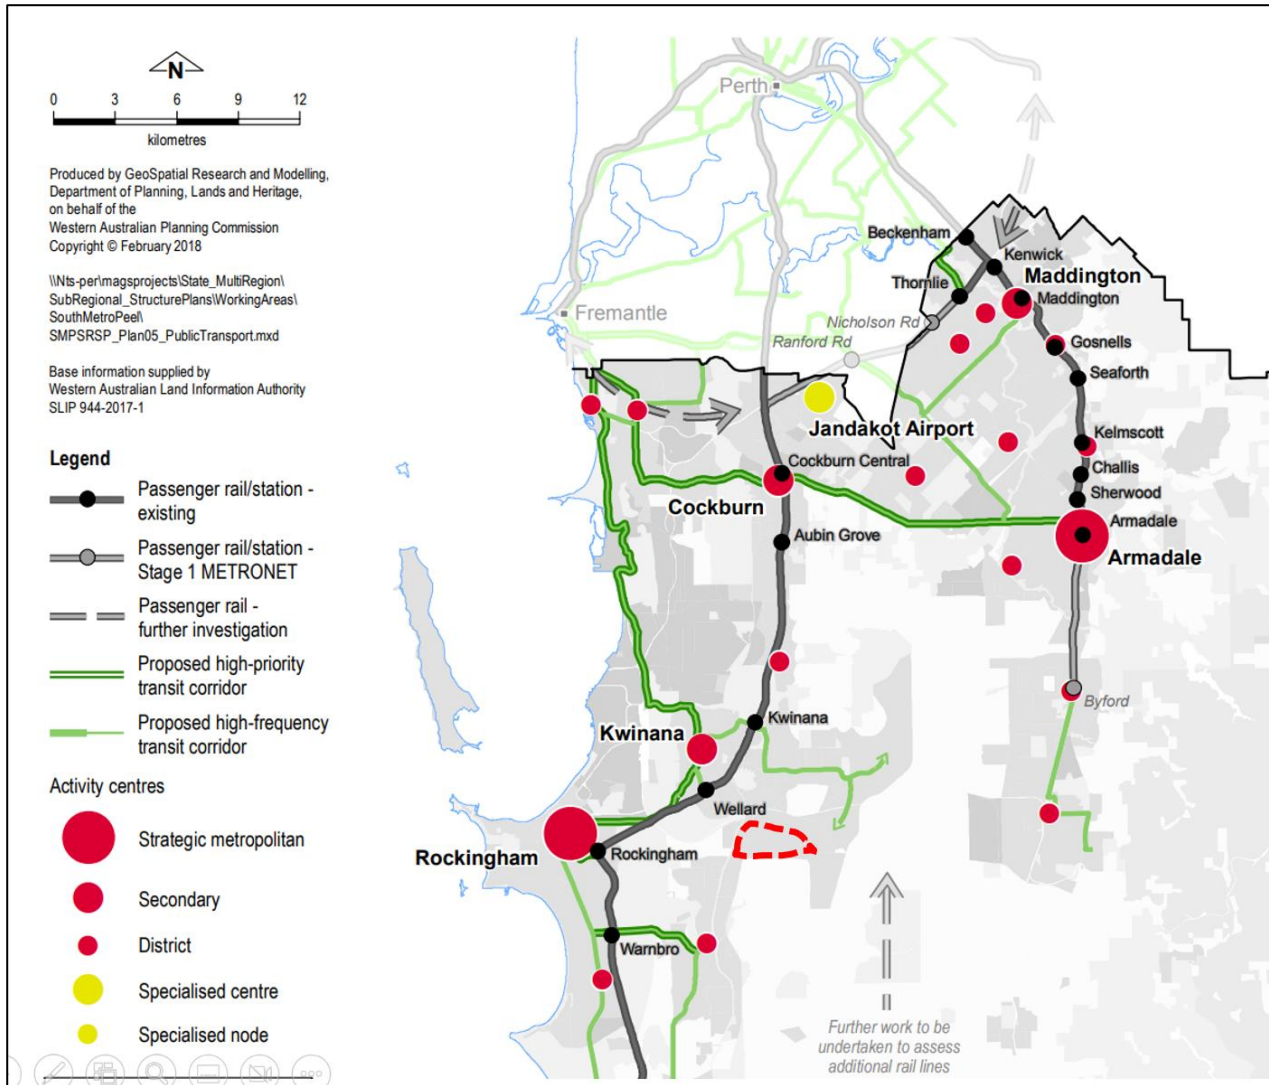 N
0 3 6 9 12
kilometres
Produced by GeoSpatial Research and Modelling,
Department of Planning, Lands and Heritage,
on behalf of the
Western Australian Planning Commission
Copyright © February 2018
\\Nts-per\magsprojects\State_MultiRegion\
SubRegional_StructurePlans\WorkingAreas\
SouthMetroPeel\
SMPSRSP_Plan05_PublicTransport.mxd
Base information supplied by
Western Australian Land Information Authority
SLIP 944-2017-1
Legend
Passenger rail/station -
existing
Passenger rail/station -
Stage 1 METRONET
Passenger rail -
further investigation
Proposed high-priority
transit corridor
Proposed high-frequency
transit corridor
Activity centres
Strategic metropolitan
Secondary
District
Specialised centre
Specialised node
Perth
Beckenham
Kenwick
Thornlie
Maddington
Maddington
Fremantle
Nicholson Rd
Ranford Rd
Gosnells
Seaforth
Jandakot Airport
Kelmscott
Cockburn Central
Challis
Sherwood
Cockburn
Armadale
Aubin Grove
Armadale
Byford
Kwinana
Kwinana
Wellard
Rockingham
Rockingham
Warnbro
Further work to be
undertaken to assess
additional rail lines